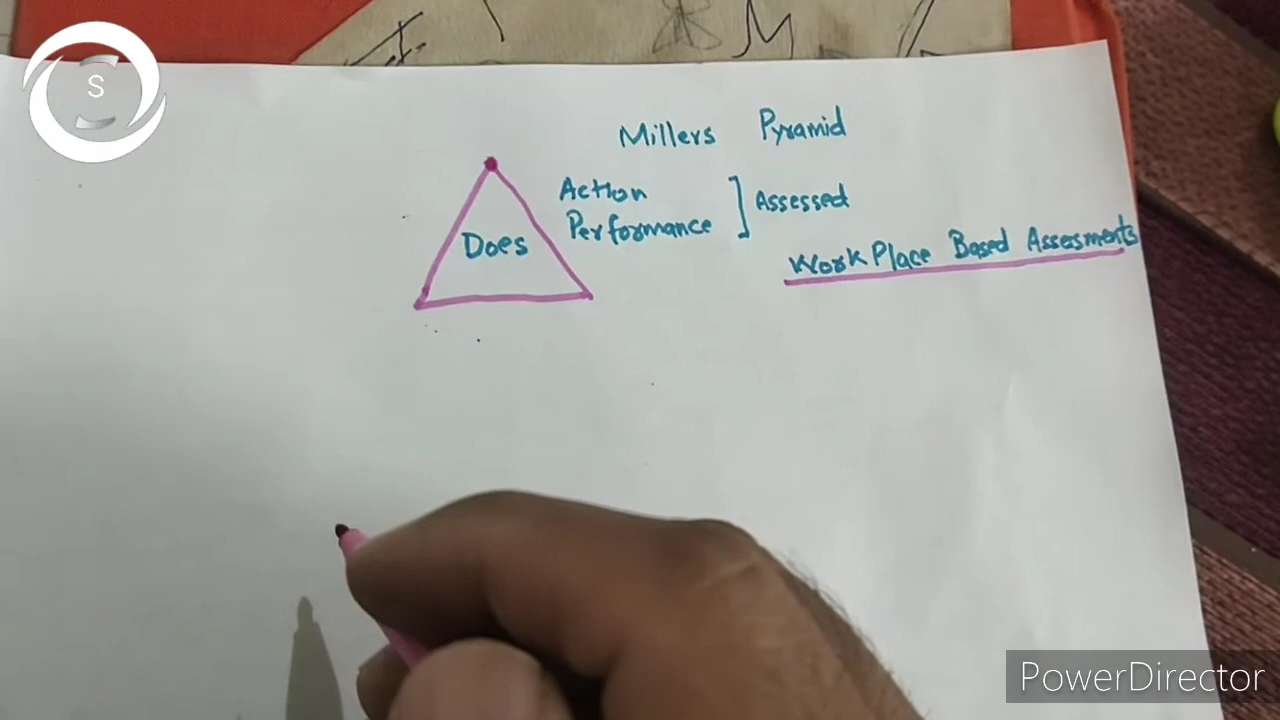 S
M
Millers Pyramid
Action
Performance
Assessed
Does
WorkPlace Based Assesments
PowerDirector